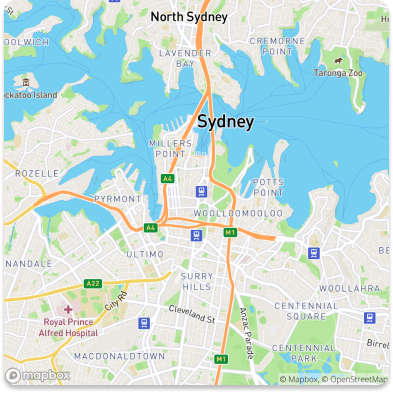 North Sydney
OOLWICH
LAVENDER
BAY
CREMORNE
POINT
Taronga Zoo
ockatoo Island
Sydney
MILLERS
POINT
ROZELLE
A4
POTTS
POINT
PYRMONT
WOOLLOOMOOLOO
A4
M1
NANDALE
ULTIMO
A22
SURRY
HILLS
WOOLLAHRA
City Rd
Cleveland St
Anzac Parade
CENTENNIAL
SQUARE
Royal Prince
Alfred Hospital
Birrel
MACDONALDTOWN
M1
CENTENNIAL
PARK
mapbox
© Mapbox, © OpenStreetMap